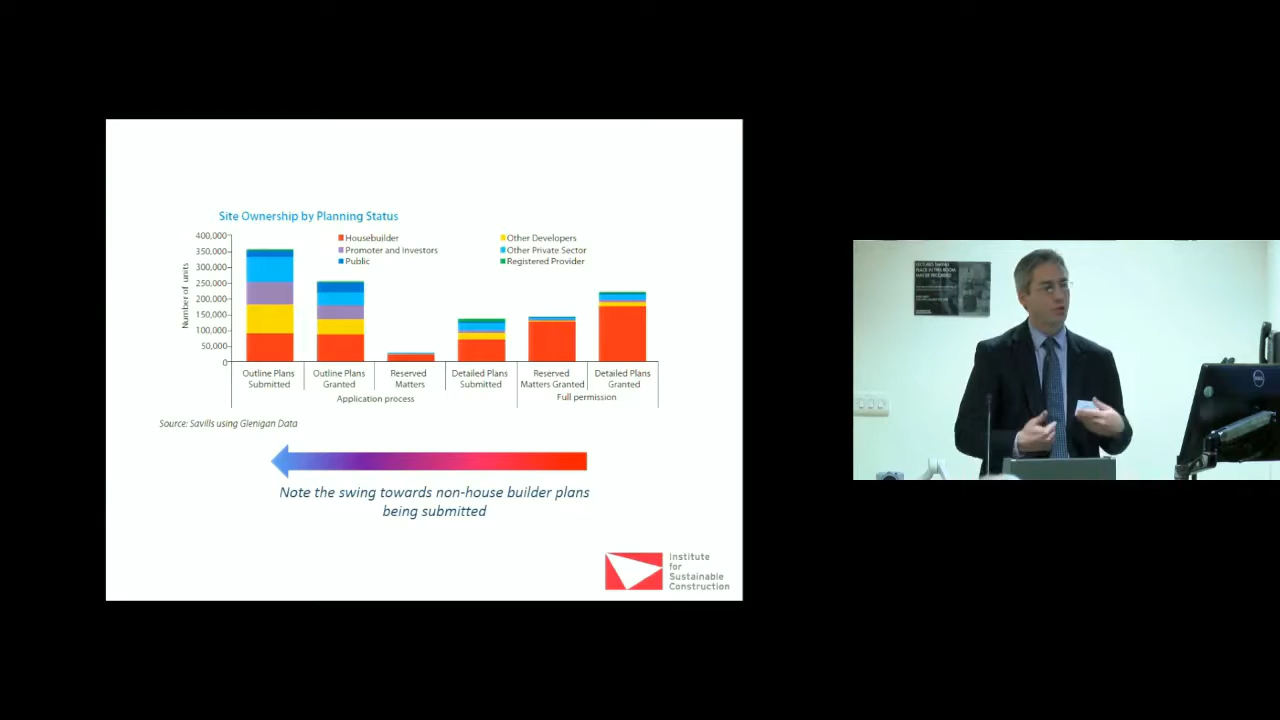 Site Ownership by Planning Status
400,000
350,000
300,000
250,000
200,000
150,000
100,000
50,000
0
Number of units
Housebuilder
Other Developers
Promoter and Investors
Other Private Sector
Public
Registered Provider
Outline Plans Submitted
Outline Plans Granted
Reserved Matters
Detailed Plans Submitted
Reserved Matters Granted
Detailed Plans Granted
Application process
Full permission
Source: Savills using Glenigan Data
Note the swing towards non-house builder plans
being submitted
Institute
for
Sustainable
Construction
DELL